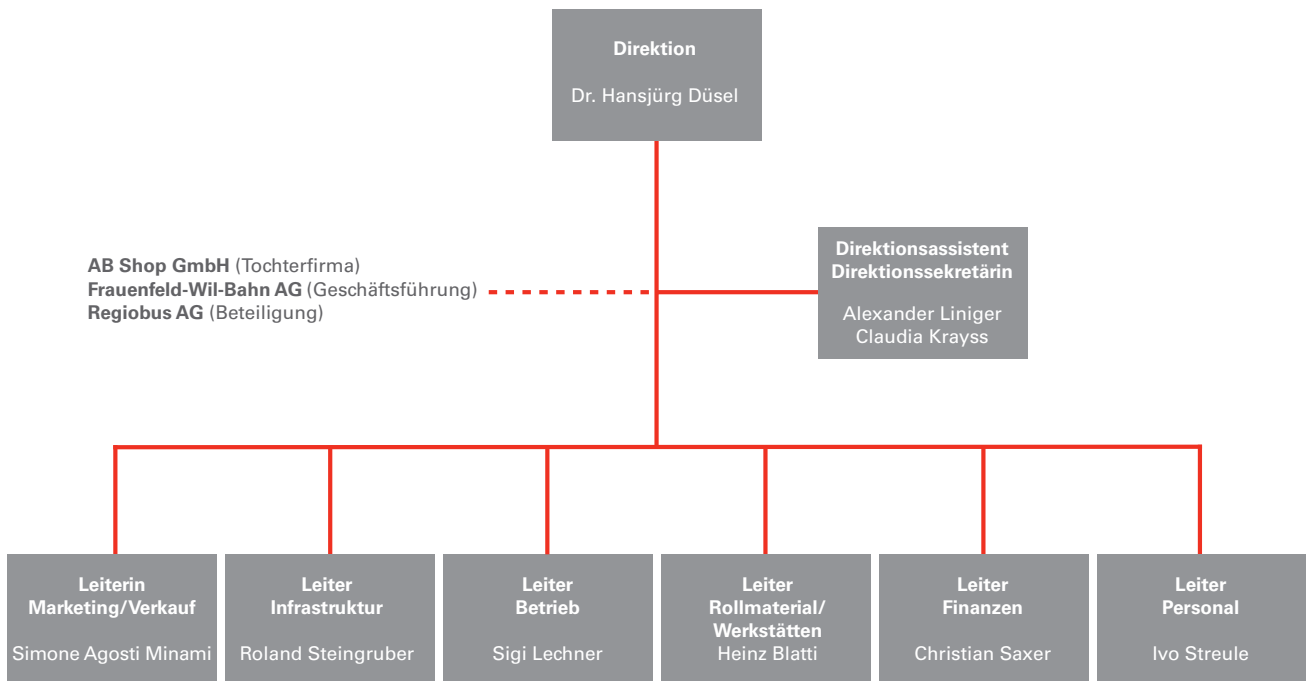 Direktion
Dr. Hansjürg Düsel
AB Shop GmbH (Tochterfirma)
Frauenfeld-Wil-Bahn AG (Geschäftsführung)
Regiobus AG (Beteiligung)
Direktionsassistent
Direktionssekretärin
Alexander Liniger
Claudia Krayss
Leiterin
Marketing/Verkauf
Simone Agosti Minami
Leiter
Infrastruktur
Roland Steingruber
Leiter
Betrieb
Sigi Lechner
Leiter
Rollmaterial/
Werkstätten
Heinz Blatti
Leiter
Finanzen
Christian Saxer
Leiter
Personal
Ivo Streule